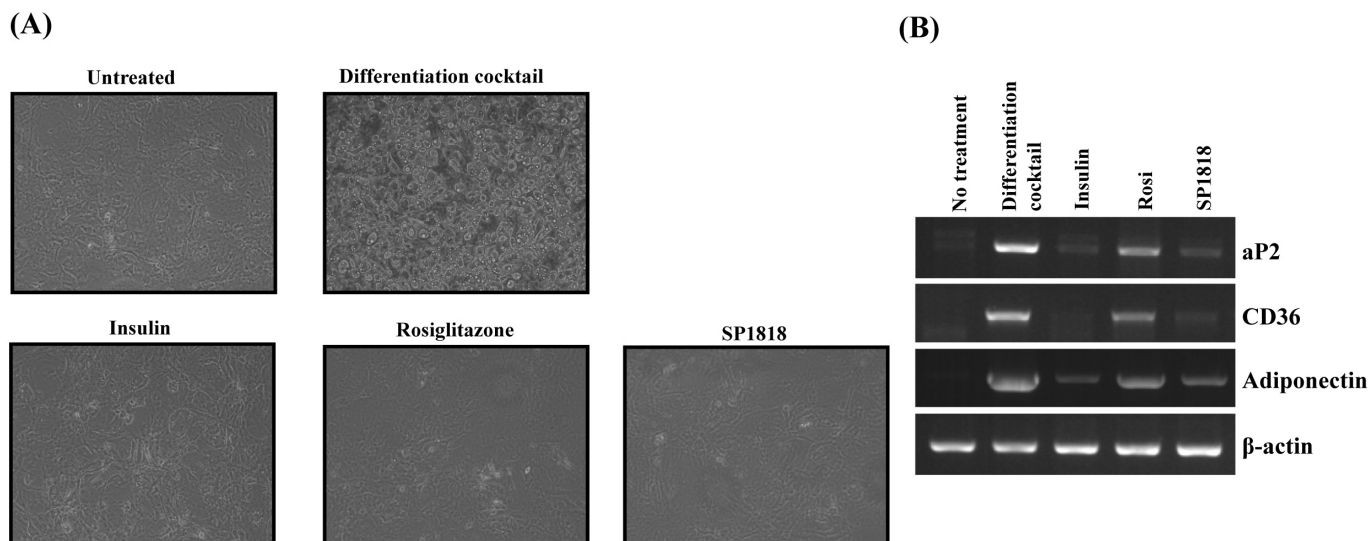 (A)
Untreated
Differentiation cocktail
Insulin
Rosiglitazone
SP1818
(B)
No treatment
Differentiation
cocktail
Insulin
Rosi
SP1818
aP2
CD36
Adiponectin
β-actin